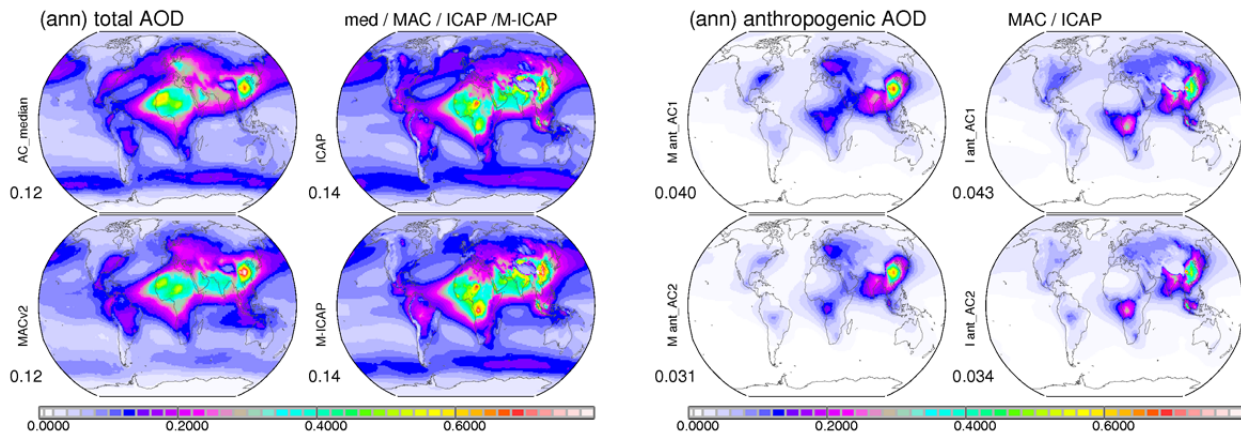 (ann) total AOD
med / MAC / ICAP /M-ICAP
(ann) anthropogenic AOD
MAC / ICAP
AC_median
0.12
ICAP
0.14
M ant_AC1
0.040
I ant_AC1
0.043
MACv2
0.12
M-ICAP
0.14
M ant_AC2
0.031
I ant_AC2
0.034
0.0000 0.2000 0.4000 0.6000
0.0000 0.2000 0.4000 0.6000